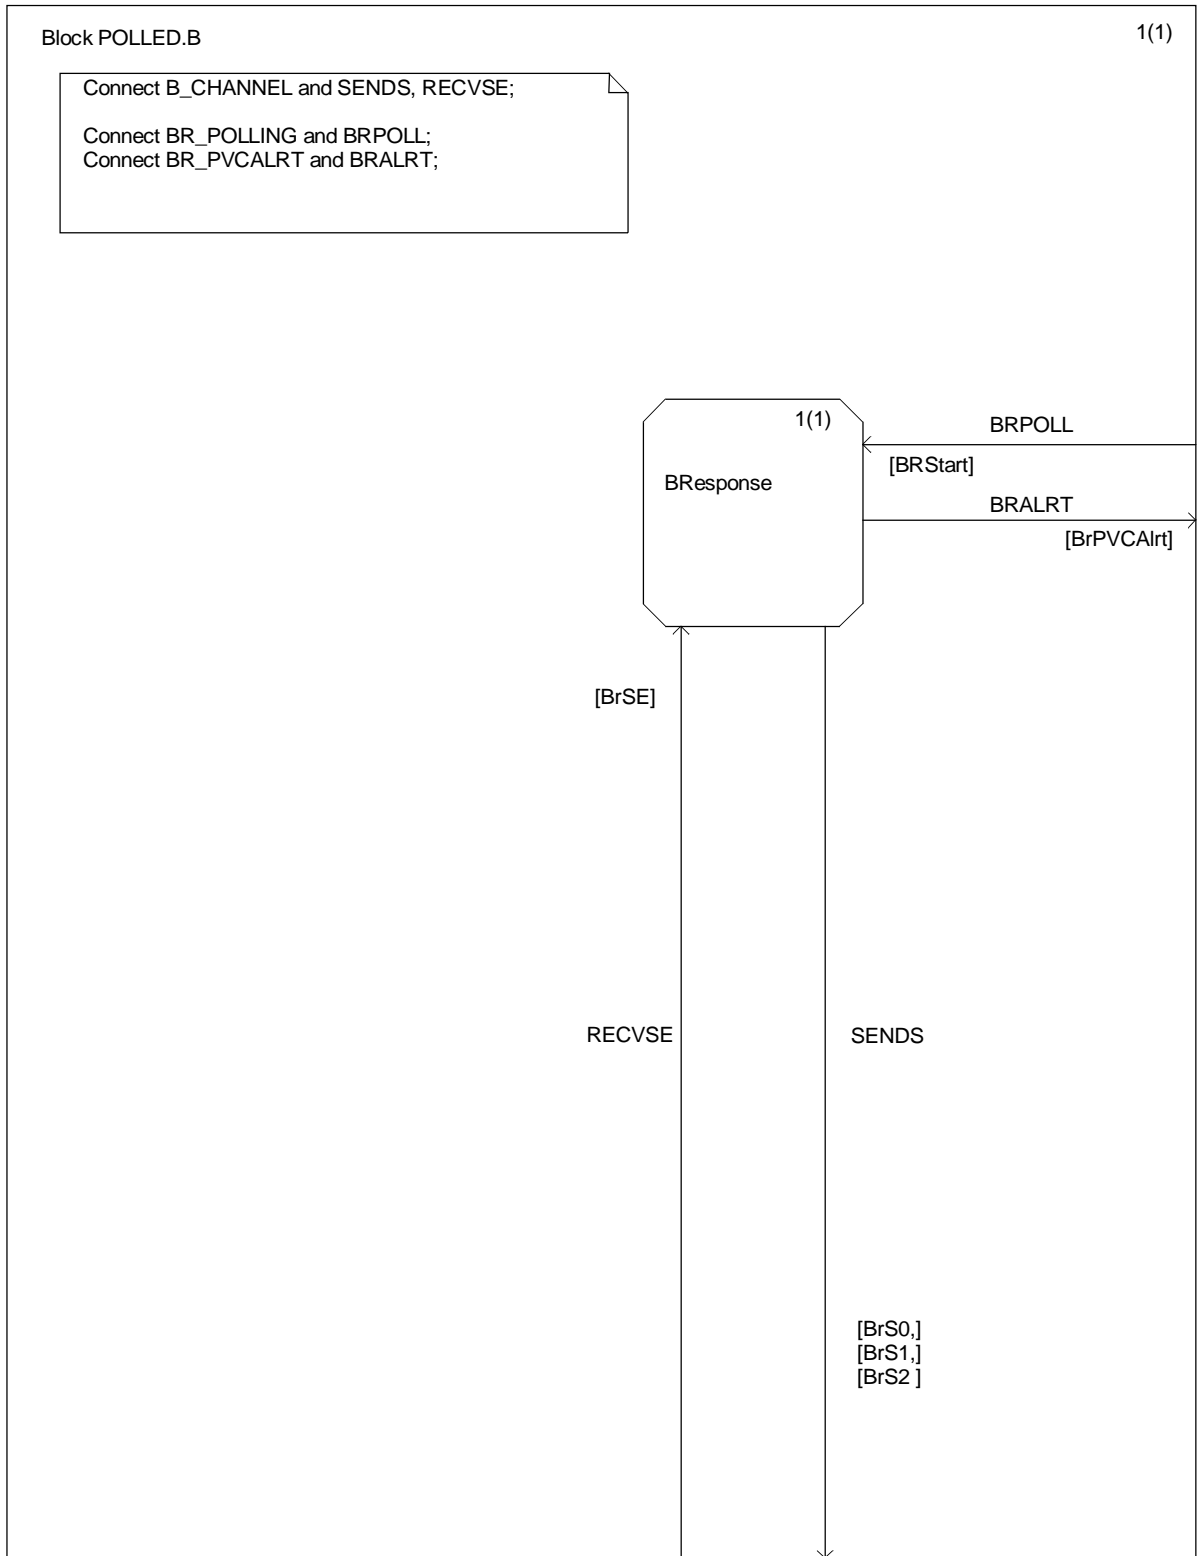 Block POLLED.B
1(1)
Connect B_CHANNEL and SENDS, RECVSE;
Connect BR_POLLING and BRPOLL;
Connect BR_PVCALRT and BRALRT;
1(1)
BRPOLL
[BRStart]
BResponse
BRALRT
[BrPVCAlrt]
[BrSE]
RECVSE
SENDS
[BrS0,]
[BrS1,]
[BrS2 ]